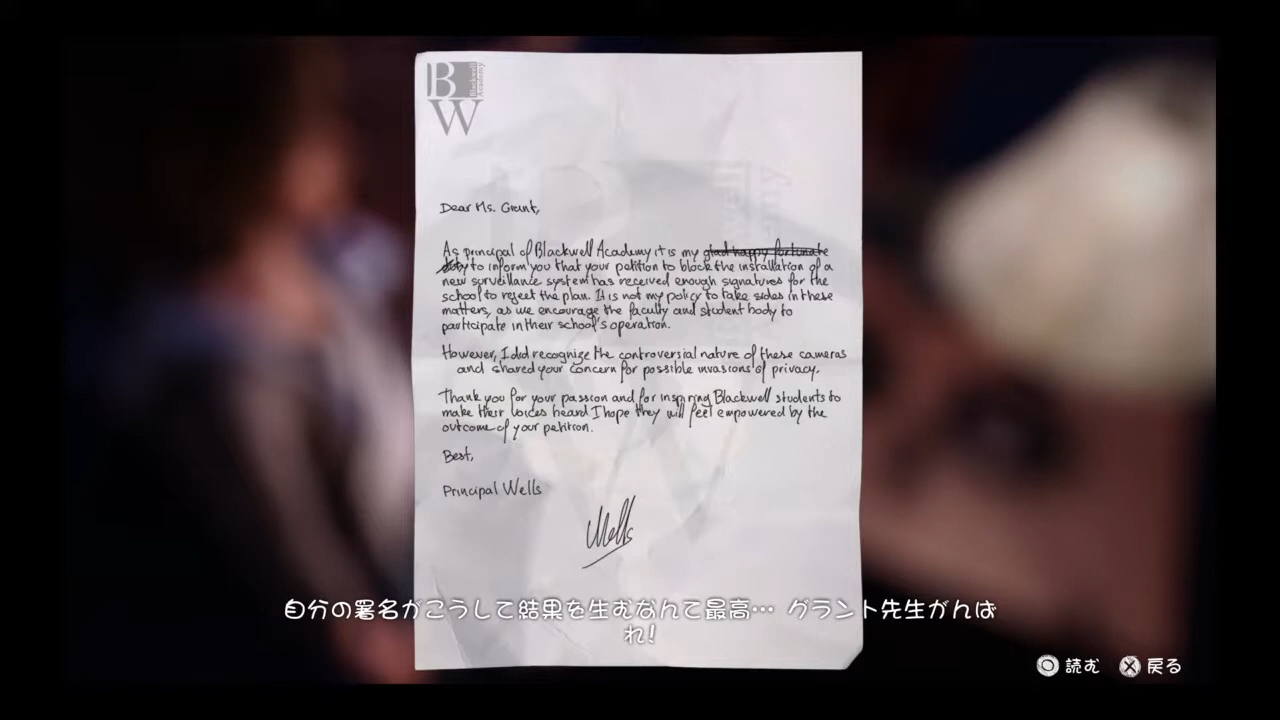 BW
Blackwell
Academy
Dear Ms. Grant,
As principal of Blackwell Academy it is my glad happy fortunate
duty to inform you that your petition to block the installation of a
new surveillance system has received enough signatures for the
school to reject the plan. It is not my policy to take sides in these
matters, as we encourage the faculty and student body to
participate in their school's operation.
However, I did recognize the controversial nature of these cameras
and shared your concern for possible invasions of privacy.
Thank you for your passion and for inspiring Blackwell students to
make their voices heard I hope they will feel empowered by the
outcome of your petition.
Best,
Principal Wells
Wells
自分の署名がこうして結果を生むなんて最高… グラント先生がんば
れ!
読む 戻る